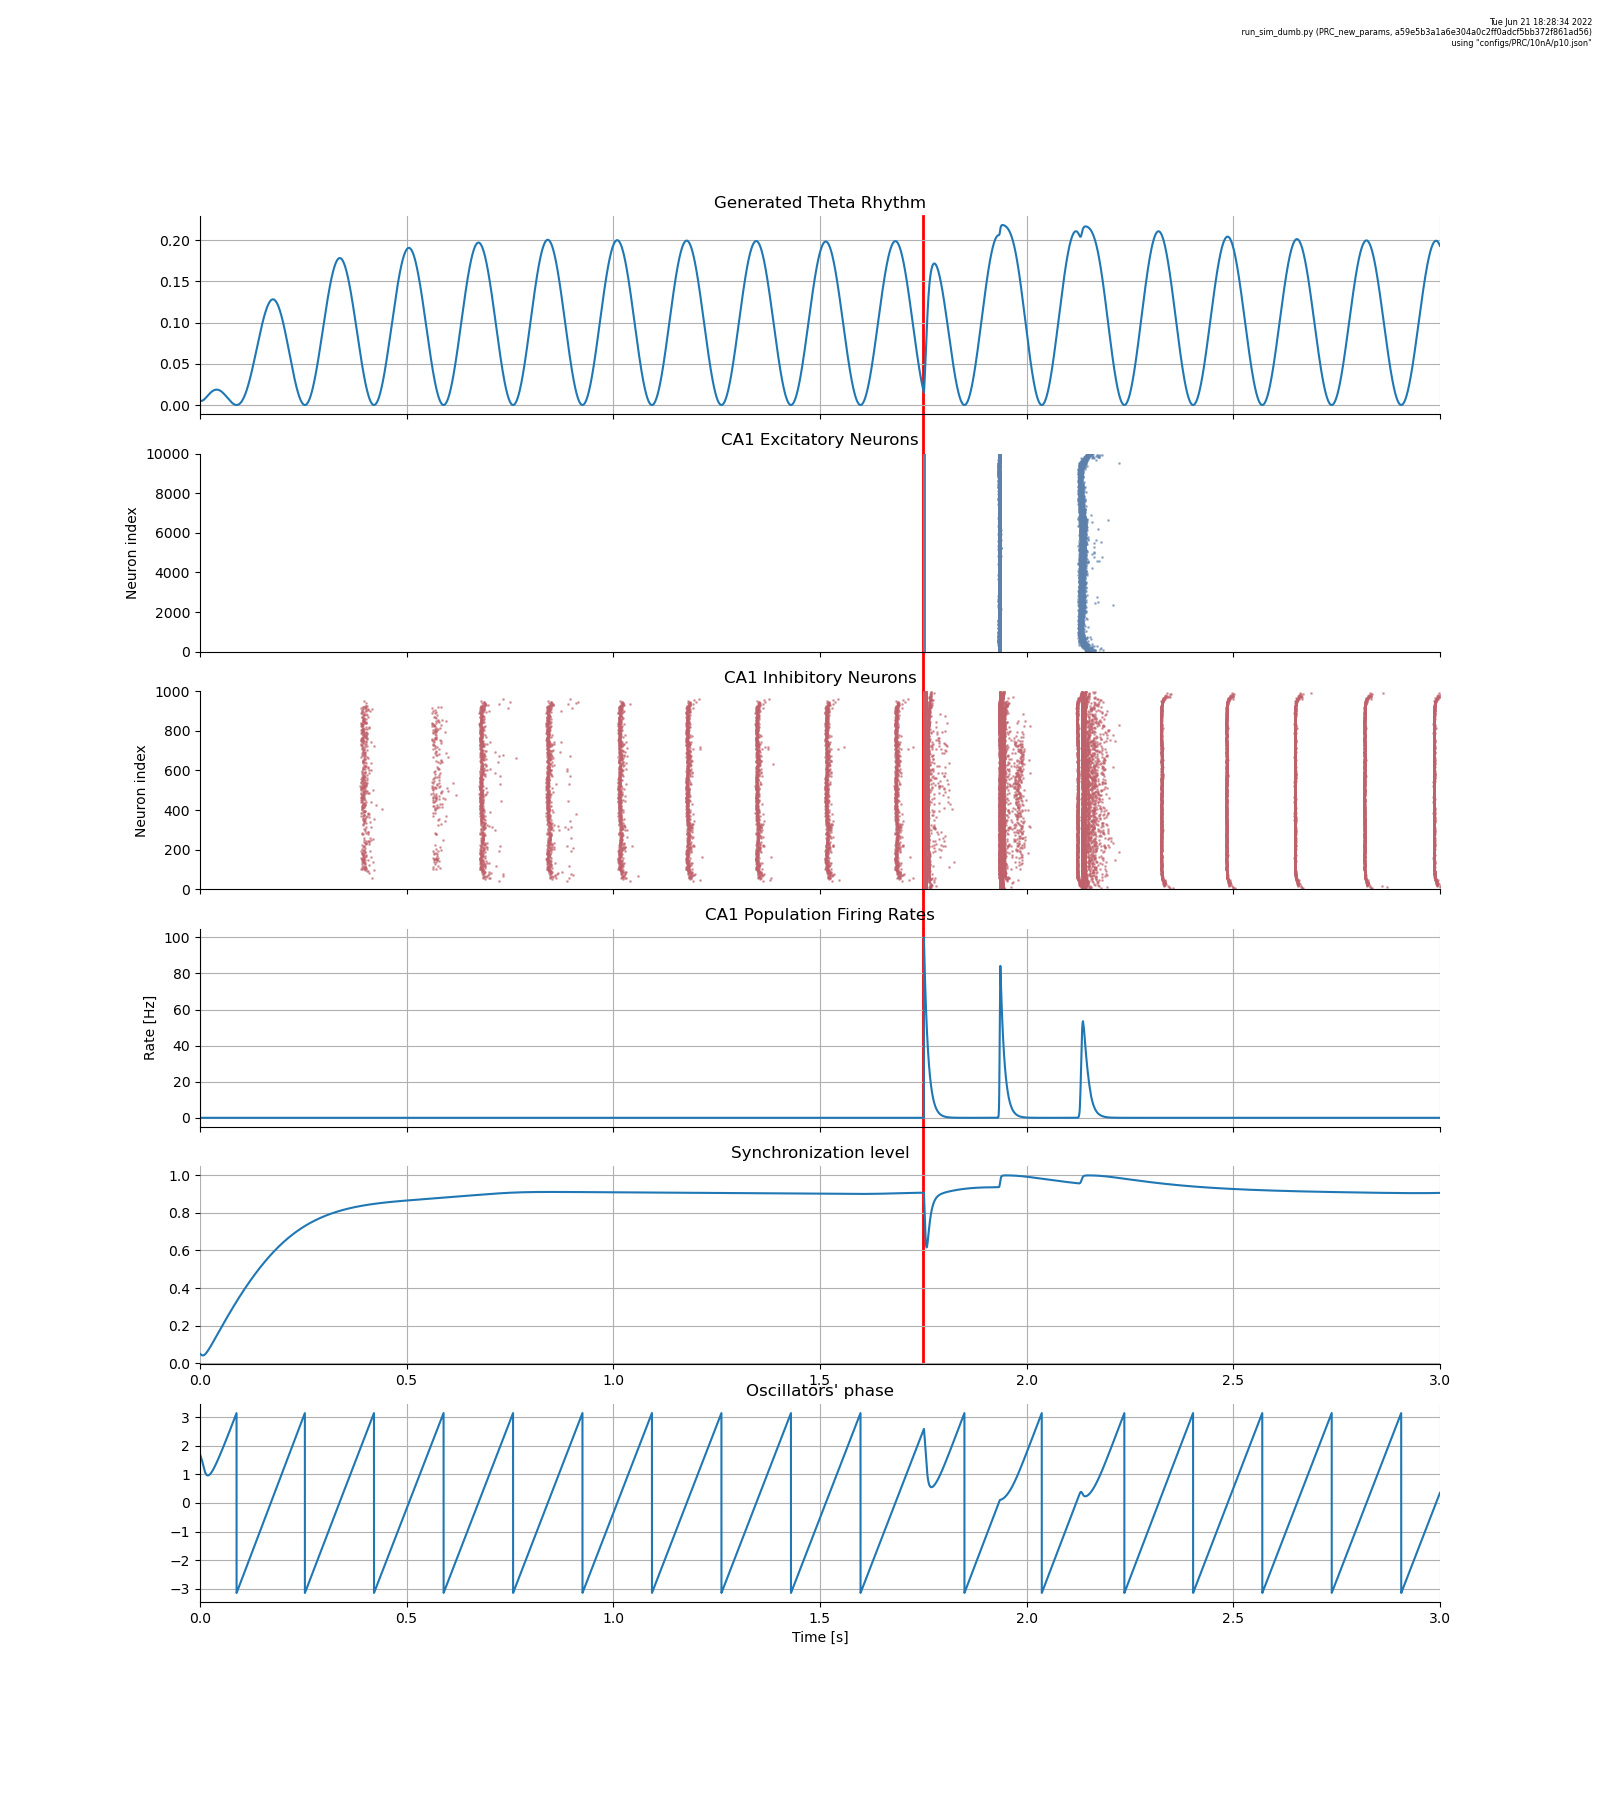 Tue Jun 21 18:28:34 2022
run_sim_dumb.py (PRC_new_params, a59e5b3a1a6e304a0c2ff0adcf5bb372f861ad56)
using "configs/PRC/10nA/p10.json"
Generated Theta Rhythm
0.20
0.15
0.10
0.05
0.00
CA1 Excitatory Neurons
10000
8000
6000
4000
2000
0
Neuron index
CA1 Inhibitory Neurons
1000
800
600
400
200
0
Neuron index
CA1 Population Firing Rates
100
80
60
40
20
0
Rate [Hz]
Synchronization level
1.0
0.8
0.6
0.4
0.2
0.0
0.0 0.5 1.0 1.5 2.0 2.5 3.0
Oscillators' phase
3
2
1
0
−1
−2
−3
0.0 0.5 1.0 1.5 2.0 2.5 3.0
Time [s]